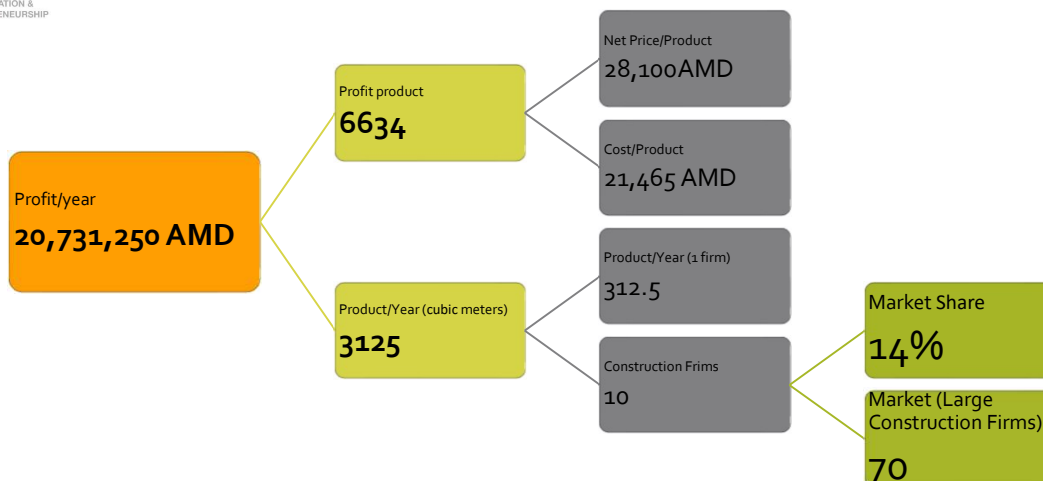 ATION &
ENEURSHIP
Net Price/Product
28,100AMD
Profit product
6634
Cost/Product
21,465 AMD
Profit/year
20,731,250 AMD
Product/Year (1 firm)
312.5
Product/Year (cubic meters)
3125
Construction Frims
10
Market Share
14%
Market (Large
Construction Firms)
70